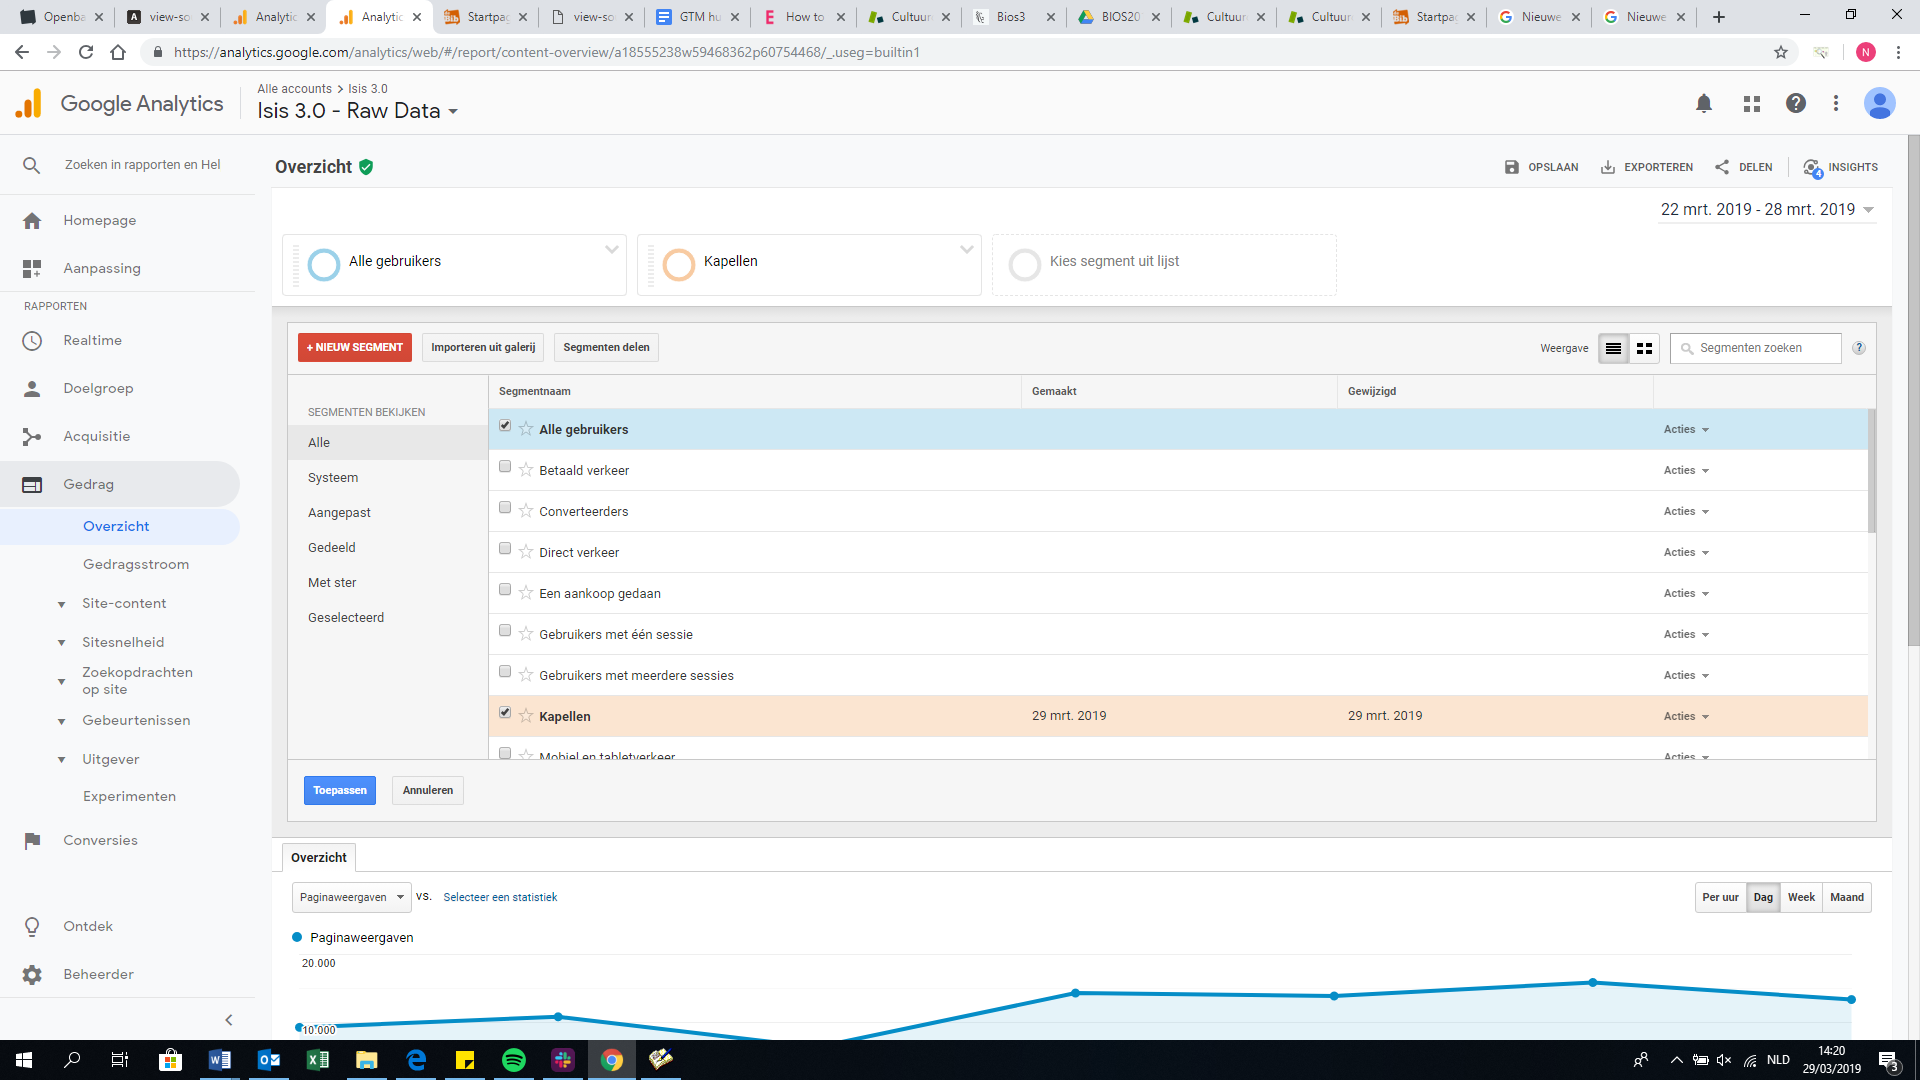 Openba
view-so
Analytic
Analytic
Startpa
view-so
GTM hu
How to
Cultuur
Bios3
BIOS20
Cultuur
Cultuur
Startpa
Nieuwe
Nieuwe
https://analytics.google.com/analytics/web/#/report/content-overview/a18555238w59468362p60754468/_.useg=builtin1
N
Google Analytics
Alle accounts > Isis 3.0
Isis 3.0 - Raw Data
Zoeken in rapporten en Hel
Homepage
Aanpassing
RAPPORTEN
Realtime
Doelgroep
Acquisitie
Gedrag
Overzicht
Gedragsstroom
Site-content
Sitesnelheid
Zoekopdrachten
op site
Gebeurtenissen
Uitgever
Experimenten
Conversies
Ontdek
Beheerder
Overzicht
OPSLAAN
EXPORTEREN
DELEN
4
INSIGHTS
22 mrt. 2019 - 28 mrt. 2019
Alle gebruikers
Kapellen
Kies segment uit lijst
+ NIEUW SEGMENT
Importeren uit galerij
Segmenten delen
Weergave
Segmenten zoeken
?
SEGMENTEN BEKIJKEN
Alle
Systeem
Aangepast
Gedeeld
Met ster
Geselecteerd
Segmentnaam Gemaakt Gewijzigd
Alle gebruikers Acties
Betaald verkeer Acties
Converteerders Acties
Direct verkeer Acties
Een aankoop gedaan Acties
Gebruikers met één sessie Acties
Gebruikers met meerdere sessies Acties
Kapellen 29 mrt. 2019 29 mrt. 2019 Acties
Mobiel en tabletverkeer Acties
Toepassen
Annuleren
Overzicht
Paginaweergaven vs. Selecteer een statistiek
Per uur Dag Week Maand
Paginaweergaven
20.000
10.000
NLD
14:20
29/03/2019
3